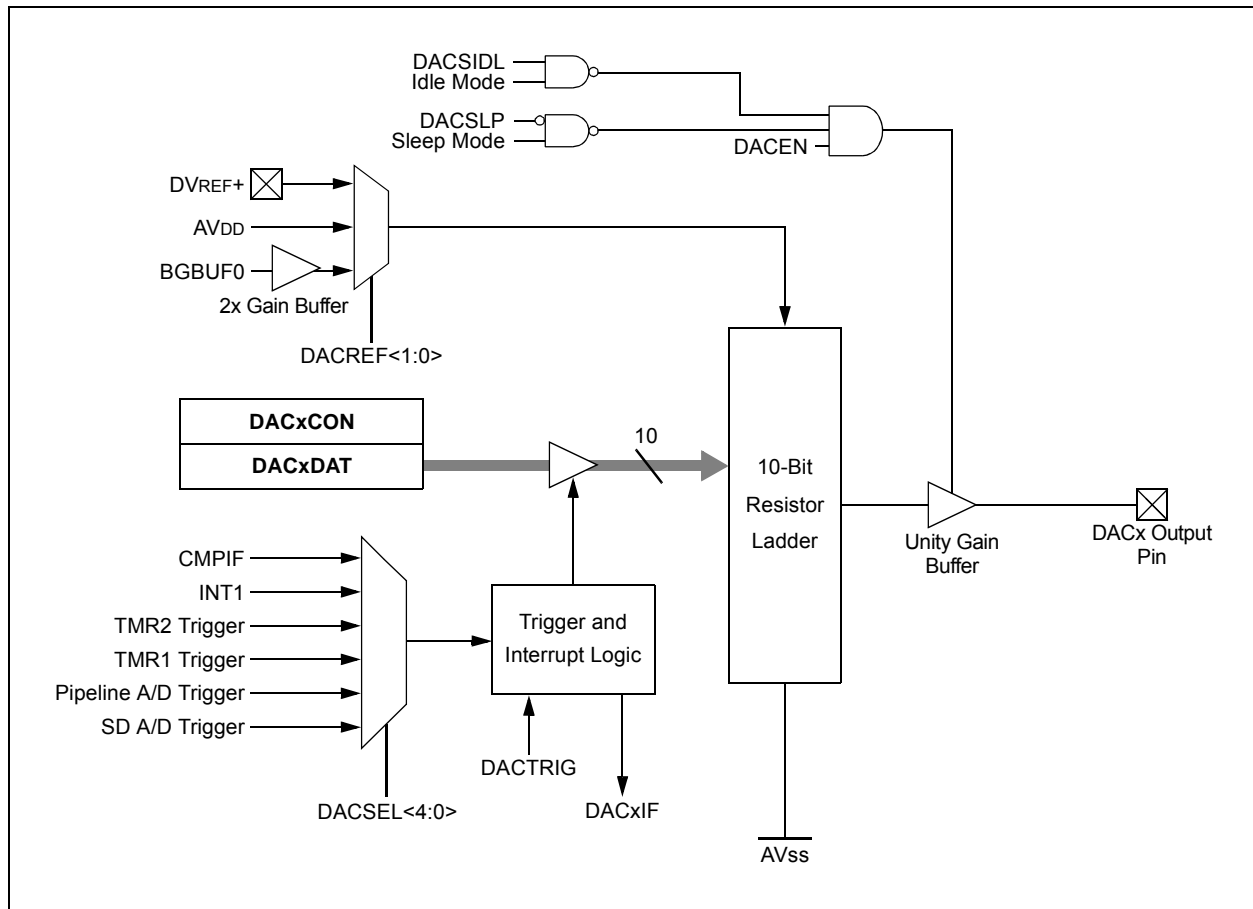 DACSIDL
Idle Mode
DACSLP
Sleep Mode
DACEN
DVREF+
AVDD
BGBUF0
2x Gain Buffer
DACREF<1:0>
DACxCON
DACxDAT
10
10-Bit
Resistor
Ladder
Unity Gain
Buffer
DACx Output
Pin
CMPIF
INT1
TMR2 Trigger
TMR1 Trigger
Pipeline A/D Trigger
SD A/D Trigger
Trigger and
Interrupt Logic
DACTRIG
DACSEL<4:0>
DACxIF
AVss